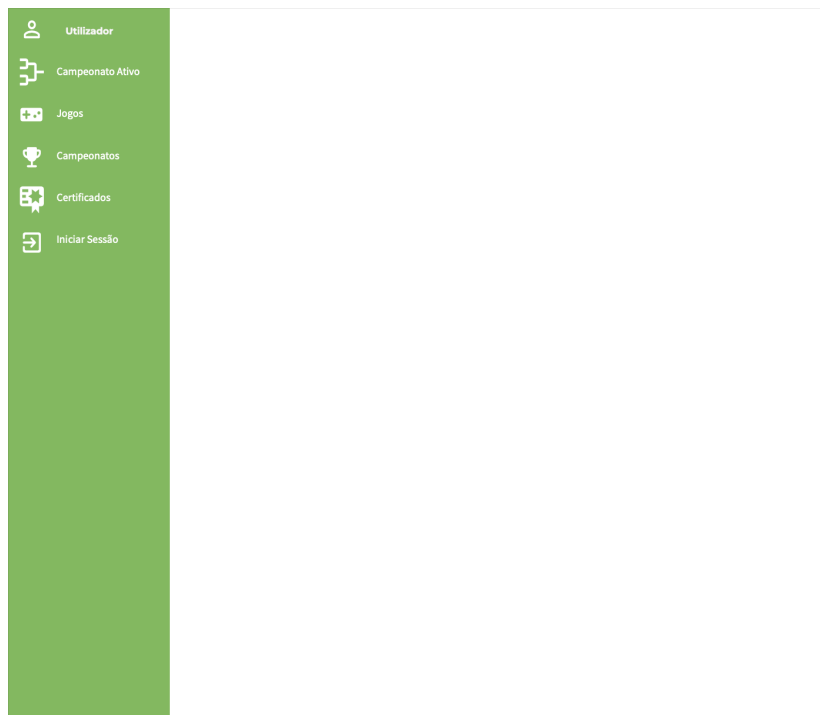 Utilizador
Campeonato Ativo
Jogos
Campeonatos
Certificados
Iniciar Sessão